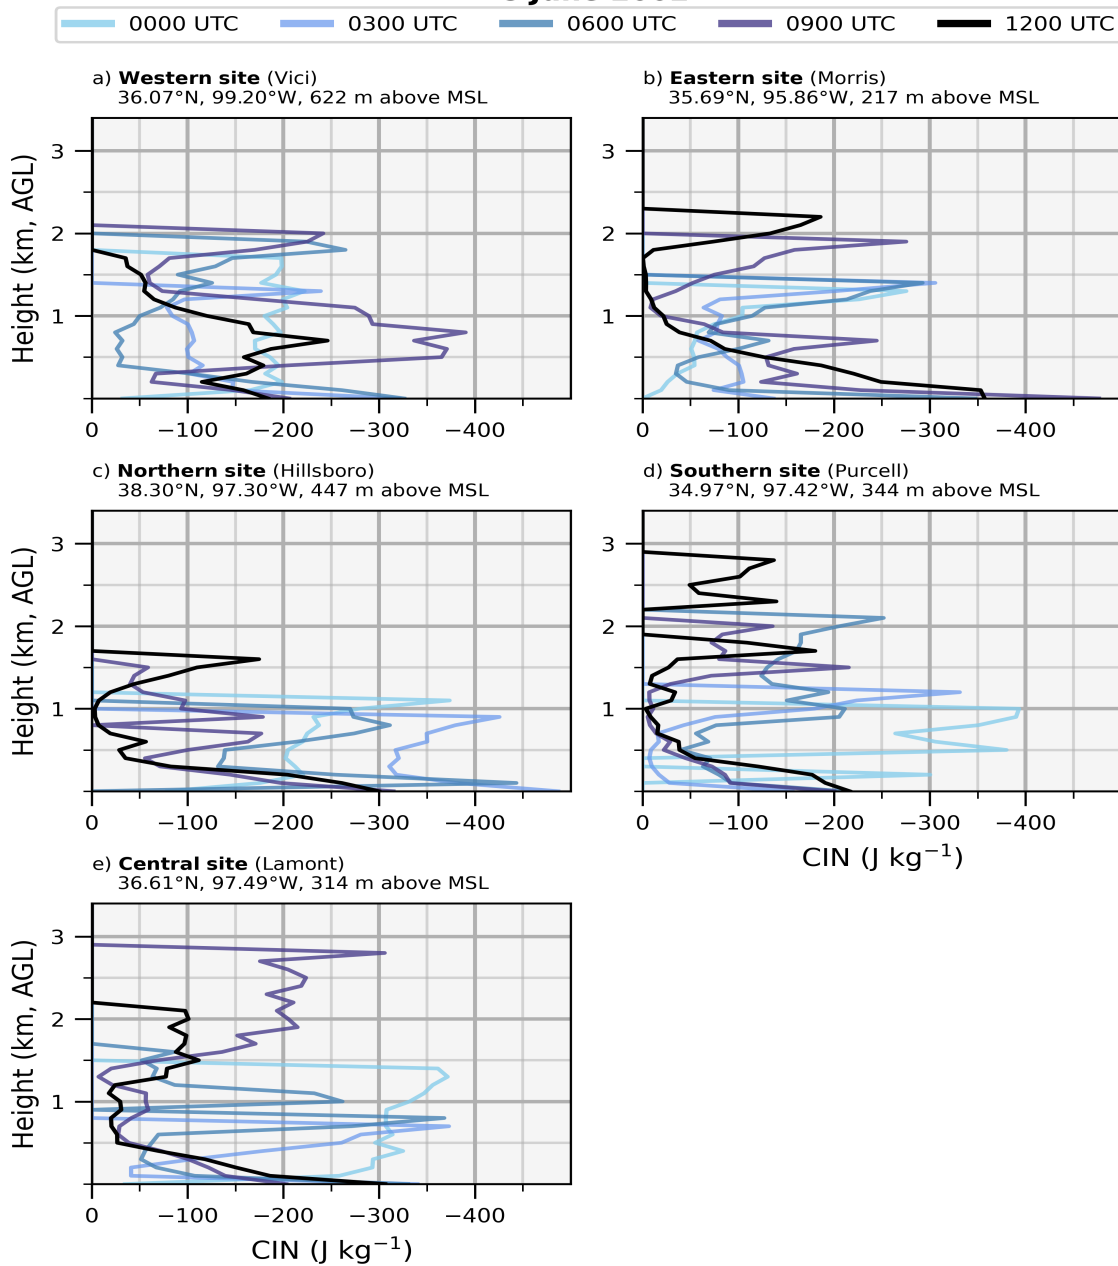 0000 UTC 0300 UTC 0600 UTC 0900 UTC 1200 UTC
a) Western site (Vici)
36.07°N, 99.20°W, 622 m above MSL
b) Eastern site (Morris)
35.69°N, 95.86°W, 217 m above MSL
Height (km, AGL)
3
2
1
3
2
1
0 −100 −200 −300 −400
0 −100 −200 −300 −400
c) Northern site (Hillsboro)
38.30°N, 97.30°W, 447 m above MSL
d) Southern site (Purcell)
34.97°N, 97.42°W, 344 m above MSL
Height (km, AGL)
3
2
1
3
2
1
0 −100 −200 −300 −400
0 −100 −200 −300 −400
CIN (J kg⁻¹)
e) Central site (Lamont)
36.61°N, 97.49°W, 314 m above MSL
Height (km, AGL)
3
2
1
0 −100 −200 −300 −400
CIN (J kg⁻¹)